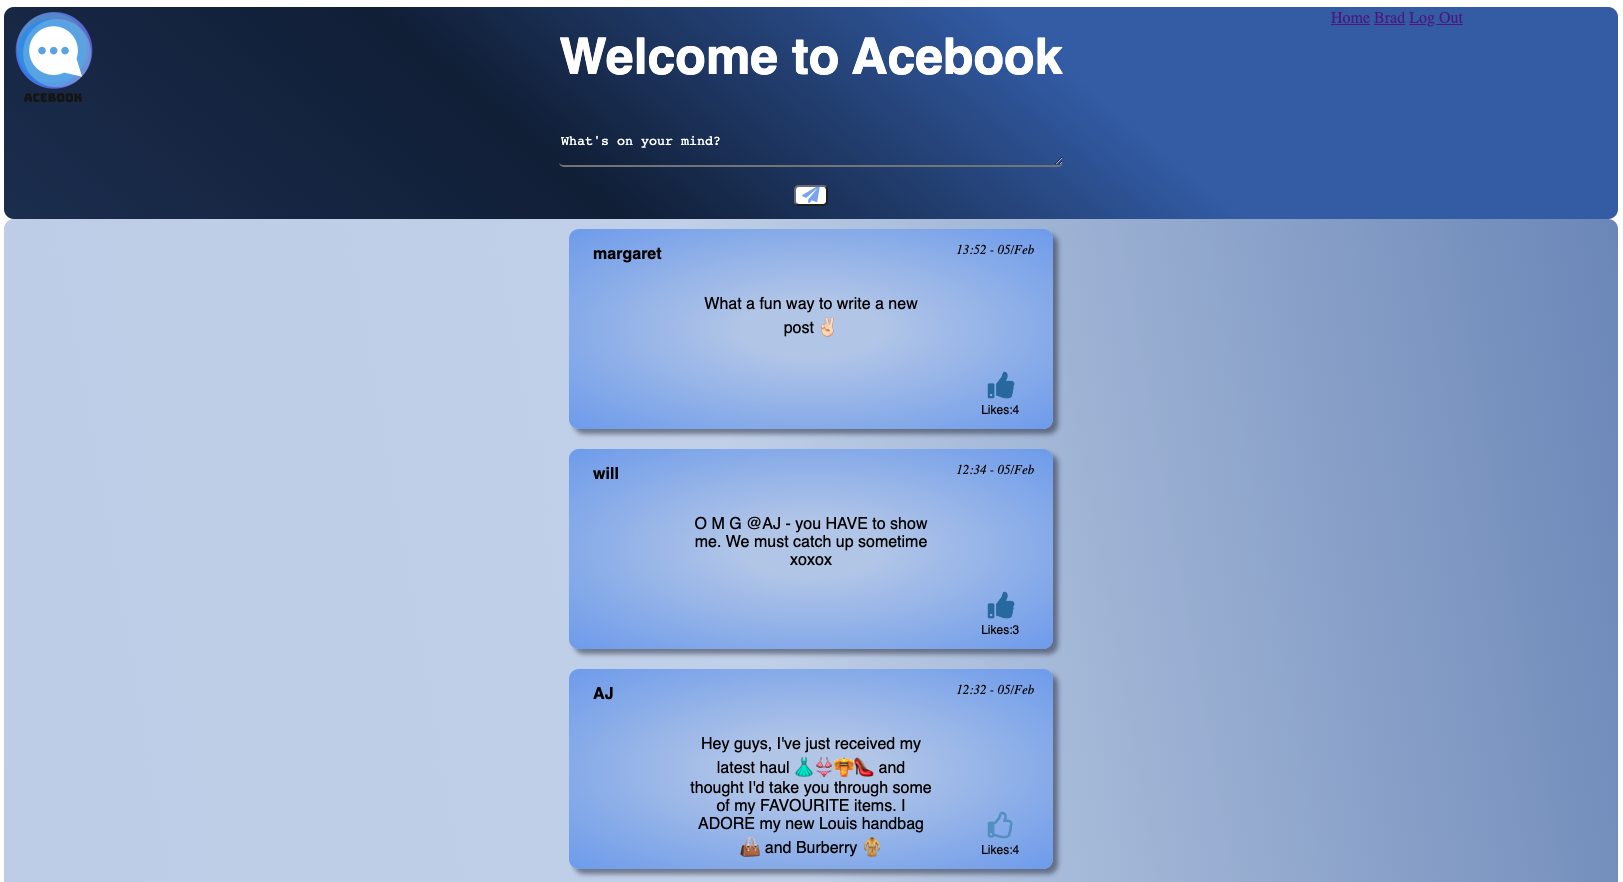 ACEBOOK
Home Brad Log Out
Welcome to Acebook
What's on your mind?
margaret
13:52 - 05/Feb
What a fun way to write a new
post ✌🏻
Likes:4
will
12:34 - 05/Feb
O M G @AJ - you HAVE to show
me. We must catch up sometime
xoxox
Likes:3
AJ
12:32 - 05/Feb
Hey guys, I've just received my
latest haul 👗👙👘👠 and
thought I'd take you through some
of my FAVOURITE items. I
ADORE my new Louis handbag
👜 and Burberry 🧥
Likes:4